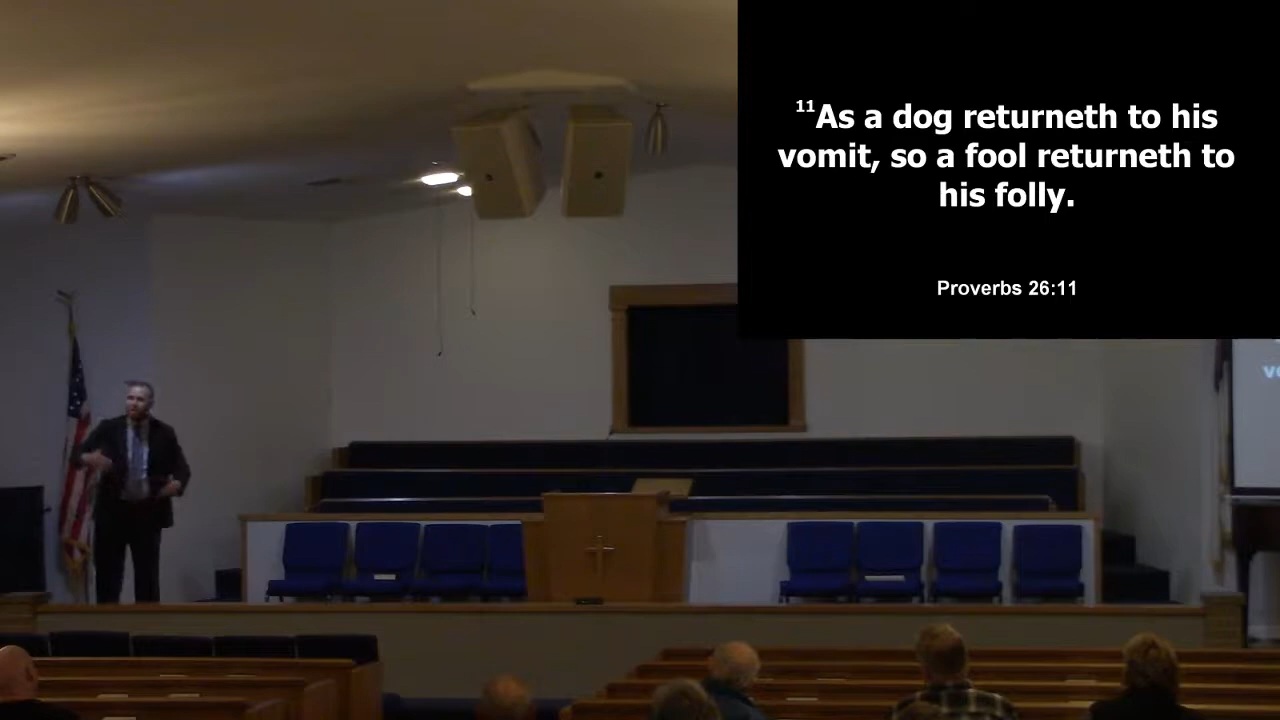 ¹¹As a dog returneth to his
vomit, so a fool returneth to
his folly.
Proverbs 26:11